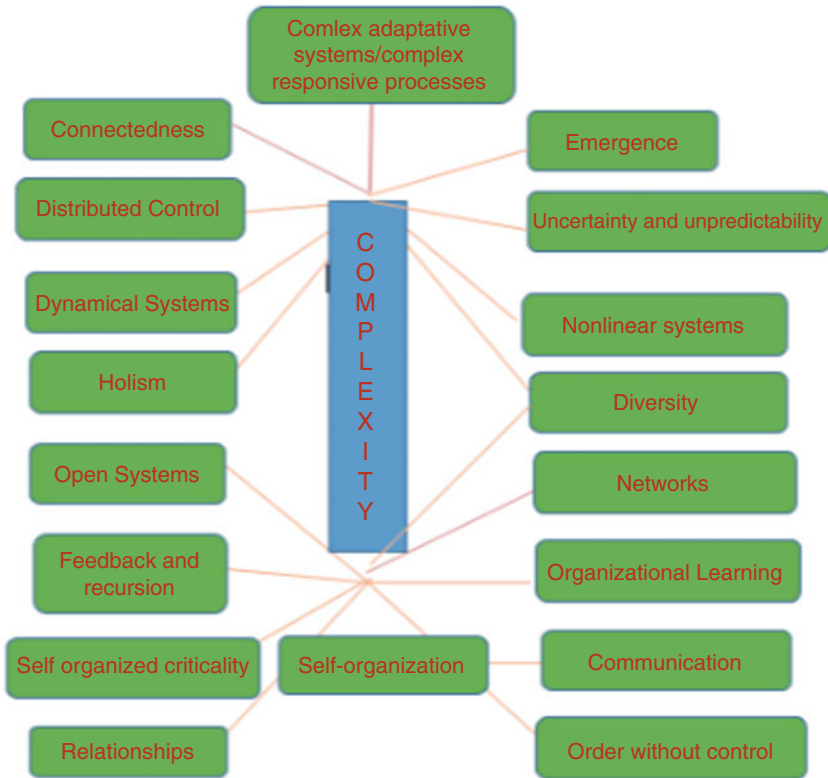 Comlex adaptative
systems/complex
responsive processes
Connectedness
Emergence
Distributed Control
Uncertainty and unpredictability
COMPLEXITY
Dynamical Systems
Nonlinear systems
Holism
Diversity
Open Systems
Networks
Feedback and
recursion
Organizational Learning
Self organized criticality
Self-organization
Communication
Relationships
Order without control